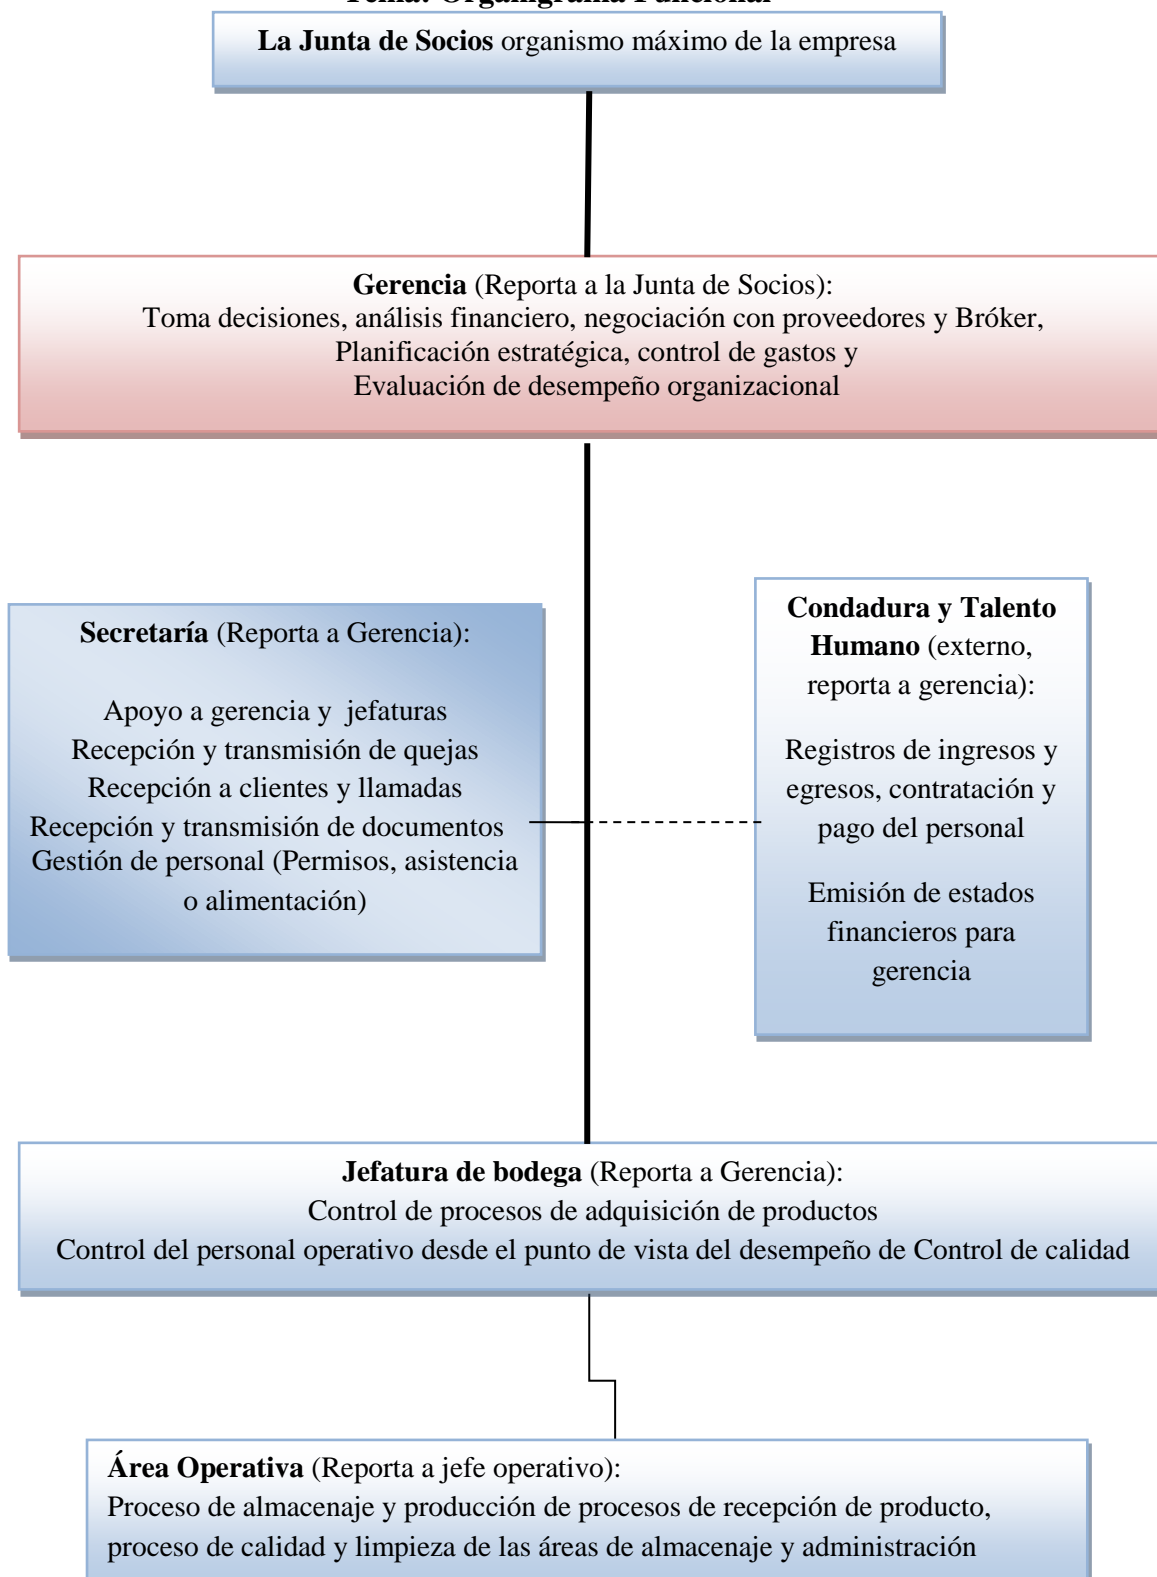 Tema: Organigrama Funcional
La Junta de Socios organismo máximo de la empresa
Gerencia (Reporta a la Junta de Socios):
Toma decisiones, análisis financiero, negociación con proveedores y Bróker,
Planificación estratégica, control de gastos y
Evaluación de desempeño organizacional
Secretaría (Reporta a Gerencia):
Apoyo a gerencia y  jefaturas
Recepción y transmisión de quejas
Recepción a clientes y llamadas
Recepción y transmisión de documentos
Gestión de personal (Permisos, asistencia
o alimentación)
Condadura y Talento
Humano (externo,
reporta a gerencia):
Registros de ingresos y
egresos, contratación y
pago del personal
Emisión de estados
financieros para
gerencia
Jefatura de bodega (Reporta a Gerencia):
Control de procesos de adquisición de productos
Control del personal operativo desde el punto de vista del desempeño de Control de calidad
Área Operativa (Reporta a jefe operativo):
Proceso de almacenaje y producción de procesos de recepción de producto,
proceso de calidad y limpieza de las áreas de almacenaje y administración